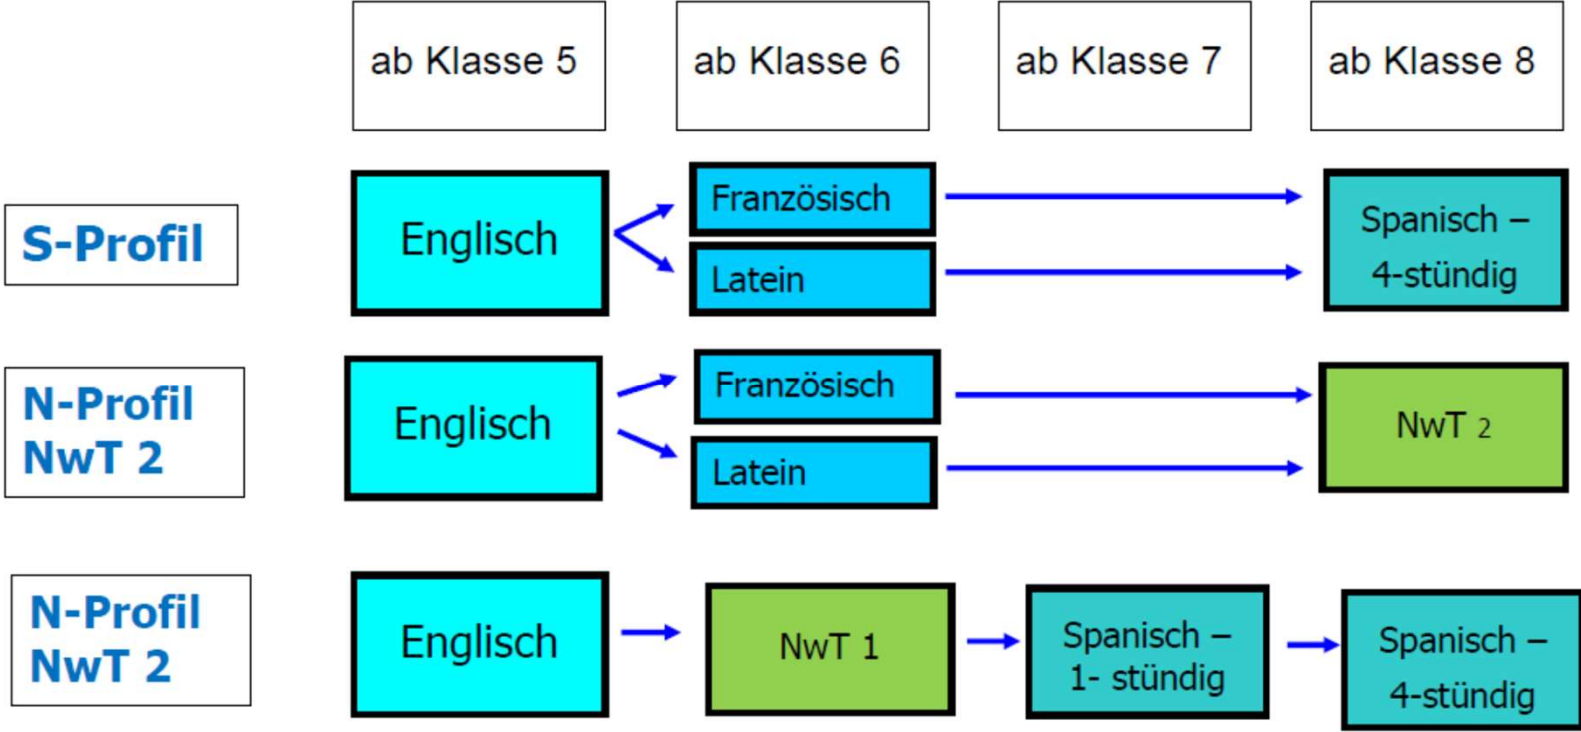 ab Klasse 5
ab Klasse 6
ab Klasse 7
ab Klasse 8
S-Profil
Englisch
Französisch
Latein
Spanisch –
4-stündig
N-Profil
NwT 2
Englisch
Französisch
Latein
NwT 2
N-Profil
NwT 2
Englisch
NwT 1
Spanisch –
1- stündig
Spanisch –
4-stündig